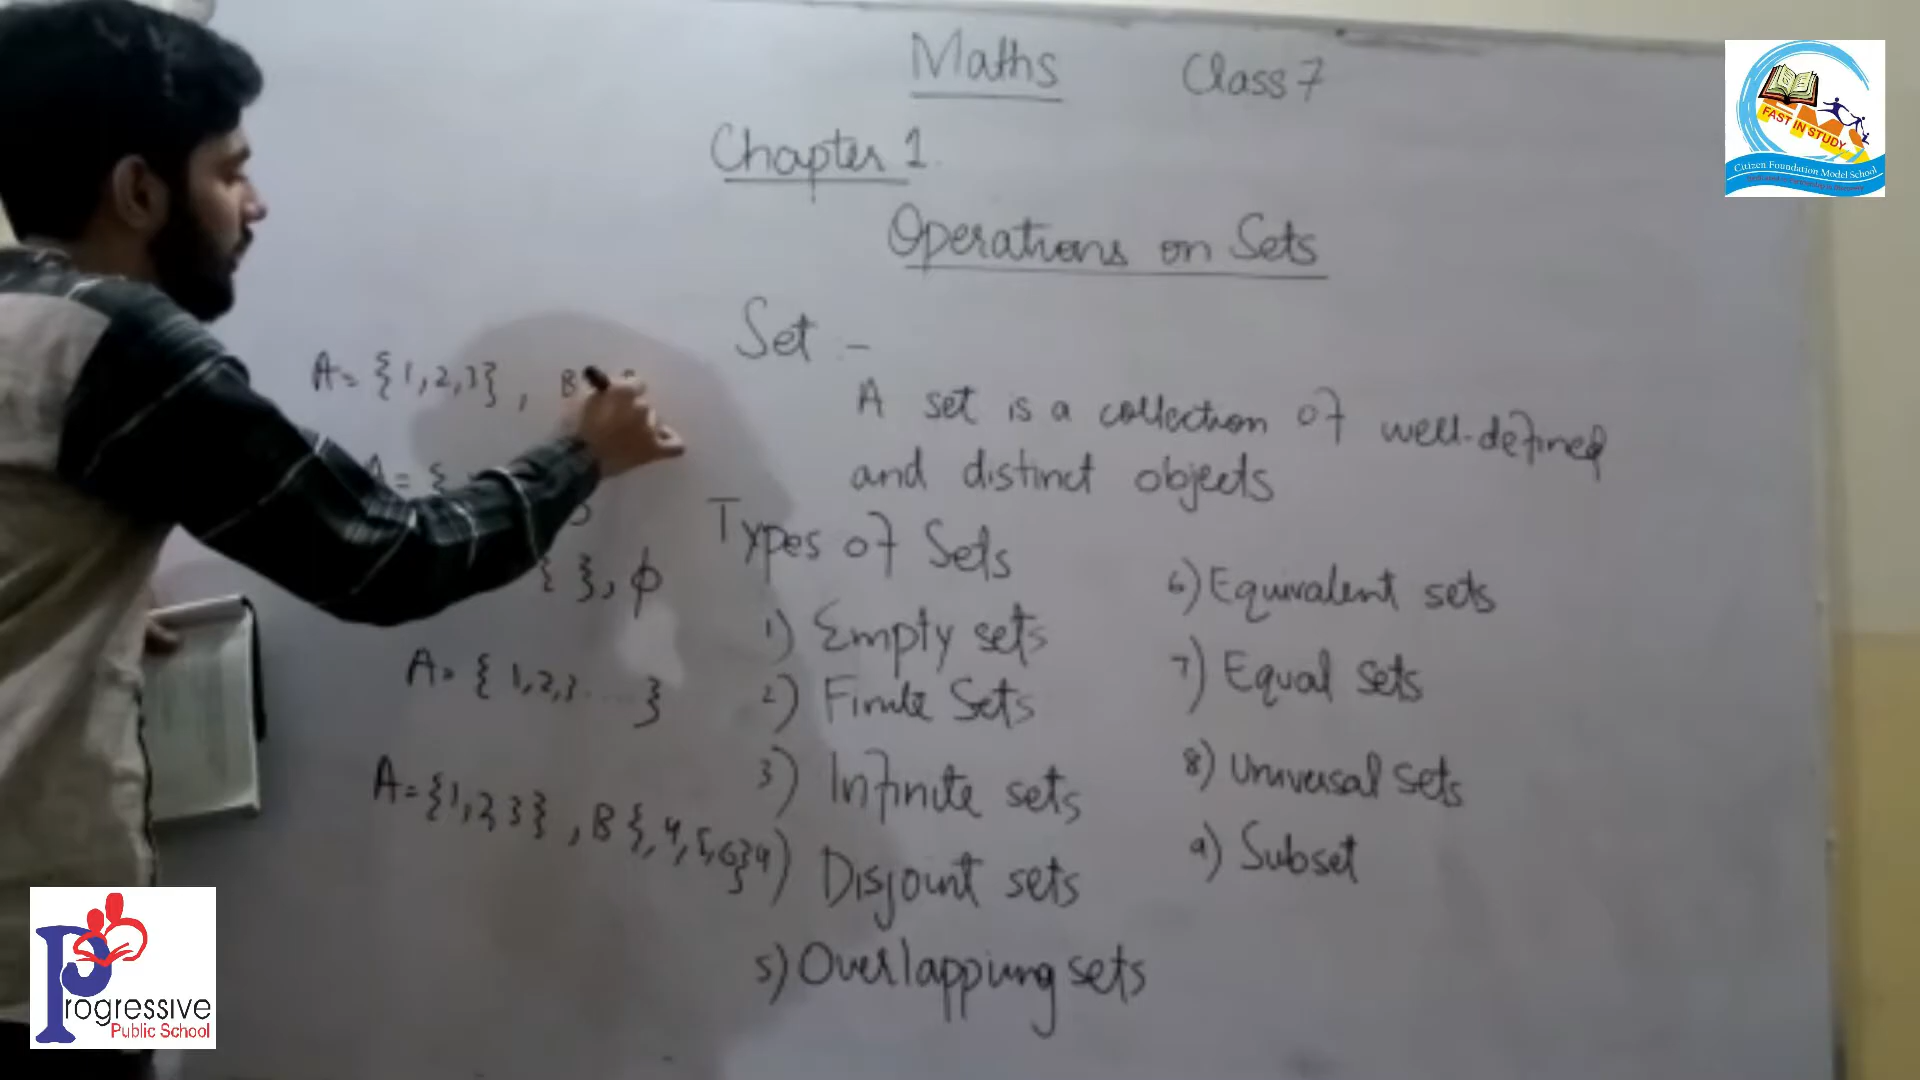 Maths Class 7
Chapter 1.
Operations on Sets
Set :-
A set is a collection of well-defined
and distinct objects
Types of Sets
1) Empty sets
2) Finite Sets
3) Infinite sets
4) Disjoint sets
5) Overlapping sets
6) Equivalent sets
7) Equal Sets
8) Universal sets
9) Subset
A = {1,2,3} , B
A = {
{ }, φ
A = { 1,2,3.... }
A={1,2 3} , B {,4,5,6}
FAST IN STUDY
Citizen Foundation Model School
Progressive
Public School